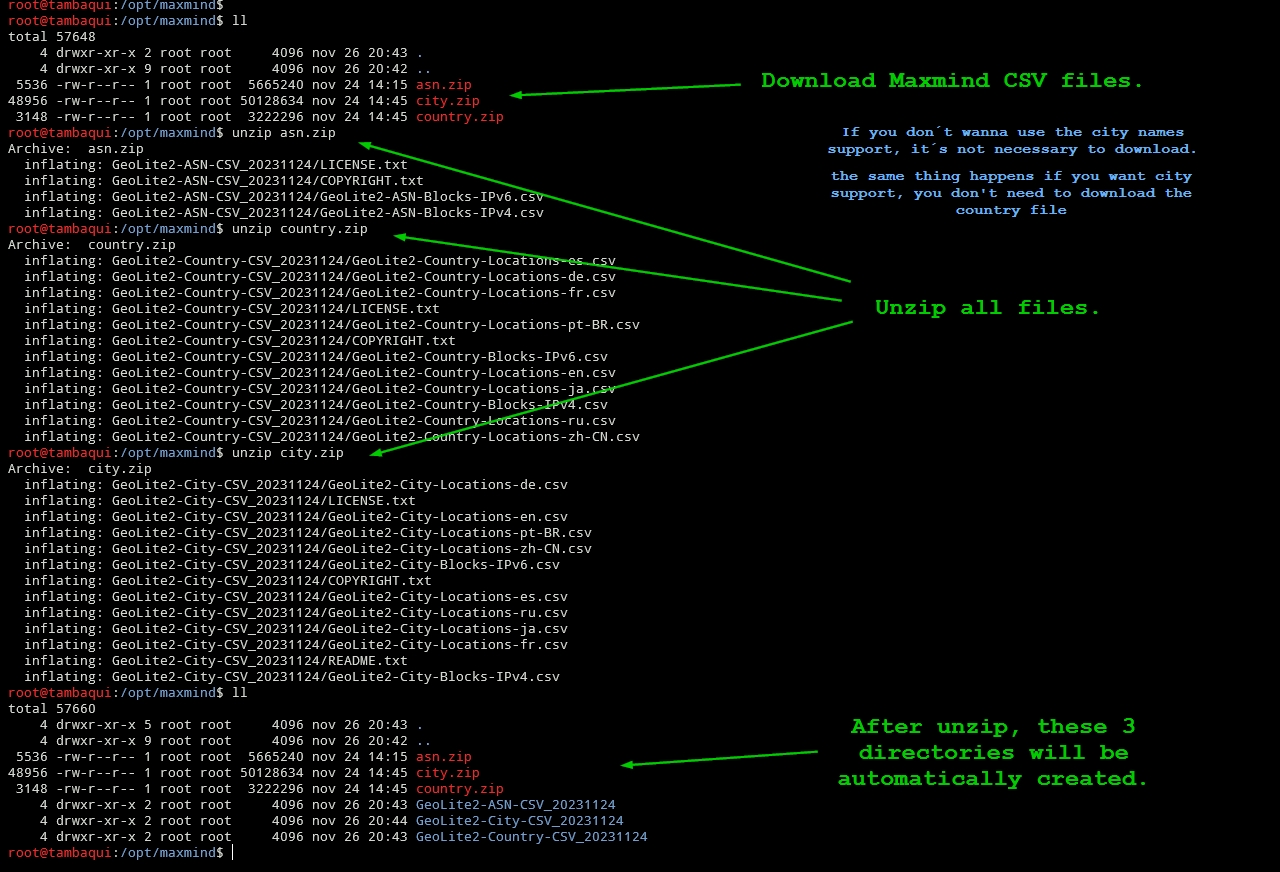 root@tambaqui:/opt/maxmind$
root@tambaqui:/opt/maxmind$ ll
total 57648
    4 drwxr-xr-x 2 root root     4096 nov 26 20:43 .
    4 drwxr-xr-x 9 root root     4096 nov 26 20:42 ..
 5536 -rw-r--r-- 1 root root  5665240 nov 24 14:15 asn.zip
48956 -rw-r--r-- 1 root root 50128634 nov 24 14:45 city.zip
 3148 -rw-r--r-- 1 root root  3222296 nov 24 14:45 country.zip
Download Maxmind CSV files.
root@tambaqui:/opt/maxmind$ unzip asn.zip
Archive:  asn.zip
  inflating: GeoLite2-ASN-CSV_20231124/LICENSE.txt
  inflating: GeoLite2-ASN-CSV_20231124/COPYRIGHT.txt
  inflating: GeoLite2-ASN-CSV_20231124/GeoLite2-ASN-Blocks-IPv6.csv
  inflating: GeoLite2-ASN-CSV_20231124/GeoLite2-ASN-Blocks-IPv4.csv
If you don´t wanna use the city names
support, it´s not necessary to download.
the same thing happens if you want city
support, you don't need to download the
country file
root@tambaqui:/opt/maxmind$ unzip country.zip
Archive:  country.zip
  inflating: GeoLite2-Country-CSV_20231124/GeoLite2-Country-Locations-es.csv
  inflating: GeoLite2-Country-CSV_20231124/GeoLite2-Country-Locations-de.csv
  inflating: GeoLite2-Country-CSV_20231124/GeoLite2-Country-Locations-fr.csv
  inflating: GeoLite2-Country-CSV_20231124/LICENSE.txt
  inflating: GeoLite2-Country-CSV_20231124/GeoLite2-Country-Locations-pt-BR.csv
  inflating: GeoLite2-Country-CSV_20231124/COPYRIGHT.txt
  inflating: GeoLite2-Country-CSV_20231124/GeoLite2-Country-Blocks-IPv6.csv
  inflating: GeoLite2-Country-CSV_20231124/GeoLite2-Country-Locations-en.csv
  inflating: GeoLite2-Country-CSV_20231124/GeoLite2-Country-Locations-ja.csv
  inflating: GeoLite2-Country-CSV_20231124/GeoLite2-Country-Blocks-IPv4.csv
  inflating: GeoLite2-Country-CSV_20231124/GeoLite2-Country-Locations-ru.csv
  inflating: GeoLite2-Country-CSV_20231124/GeoLite2-Country-Locations-zh-CN.csv
Unzip all files.
root@tambaqui:/opt/maxmind$ unzip city.zip
Archive:  city.zip
  inflating: GeoLite2-City-CSV_20231124/GeoLite2-City-Locations-de.csv
  inflating: GeoLite2-City-CSV_20231124/LICENSE.txt
  inflating: GeoLite2-City-CSV_20231124/GeoLite2-City-Locations-en.csv
  inflating: GeoLite2-City-CSV_20231124/GeoLite2-City-Locations-pt-BR.csv
  inflating: GeoLite2-City-CSV_20231124/GeoLite2-City-Locations-zh-CN.csv
  inflating: GeoLite2-City-CSV_20231124/GeoLite2-City-Blocks-IPv6.csv
  inflating: GeoLite2-City-CSV_20231124/COPYRIGHT.txt
  inflating: GeoLite2-City-CSV_20231124/GeoLite2-City-Locations-es.csv
  inflating: GeoLite2-City-CSV_20231124/GeoLite2-City-Locations-ru.csv
  inflating: GeoLite2-City-CSV_20231124/GeoLite2-City-Locations-ja.csv
  inflating: GeoLite2-City-CSV_20231124/GeoLite2-City-Locations-fr.csv
  inflating: GeoLite2-City-CSV_20231124/README.txt
  inflating: GeoLite2-City-CSV_20231124/GeoLite2-City-Blocks-IPv4.csv
root@tambaqui:/opt/maxmind$ ll
total 57660
    4 drwxr-xr-x 5 root root     4096 nov 26 20:43 .
    4 drwxr-xr-x 9 root root     4096 nov 26 20:42 ..
 5536 -rw-r--r-- 1 root root  5665240 nov 24 14:15 asn.zip
48956 -rw-r--r-- 1 root root 50128634 nov 24 14:45 city.zip
 3148 -rw-r--r-- 1 root root  3222296 nov 24 14:45 country.zip
    4 drwxr-xr-x 2 root root     4096 nov 26 20:43 GeoLite2-ASN-CSV_20231124
    4 drwxr-xr-x 2 root root     4096 nov 26 20:44 GeoLite2-City-CSV_20231124
    4 drwxr-xr-x 2 root root     4096 nov 26 20:43 GeoLite2-Country-CSV_20231124
After unzip, these 3
directories will be
automatically created.
root@tambaqui:/opt/maxmind$